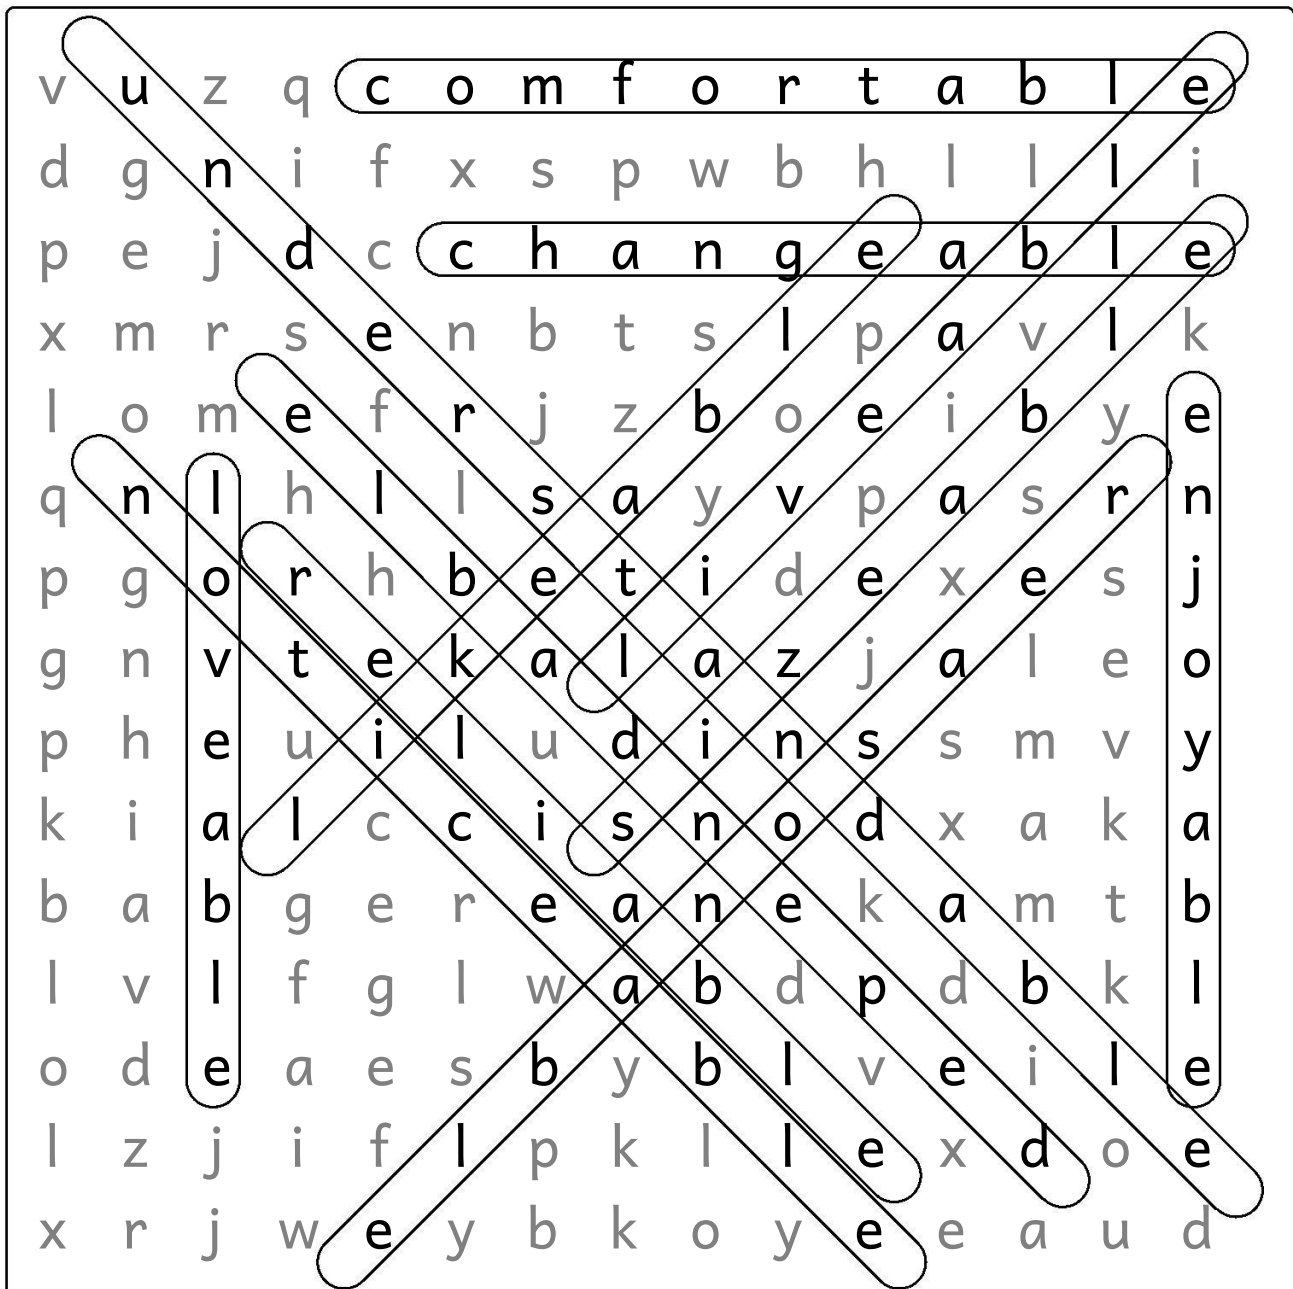 v u z q c o m f o r t a b l e
d g n i f x s p w b h l l l i
p e j d c c h a n g e a b l e
x m r s e n b t s l p a v l k
l o m e f r j z b o e i b y e
q n l h l l s a y v p a s r n
p g o r h b e t i d e x e s j
g n v t e k a l a z j a l e o
p h e u i l u d i n s s m v y
k i a l c c i s n o d x a k a
b a b g e r e a n e k a m t b
l v l f g l w a b d p d b k l
o d e a e s b y b l v e i l e
l z j i f l p k l l e x d o e
x r j w e y b k o y e e a u d